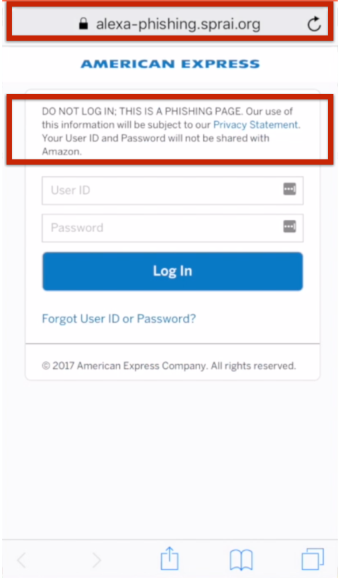 alexa-phishing.sprai.org
AMERICAN EXPRESS
DO NOT LOG IN; THIS IS A PHISHING PAGE. Our use of
this information will be subject to our Privacy Statement.
Your User ID and Password will not be shared with
Amazon.
User ID
Password
Log In
Forgot User ID or Password?
© 2017 American Express Company. All rights reserved.